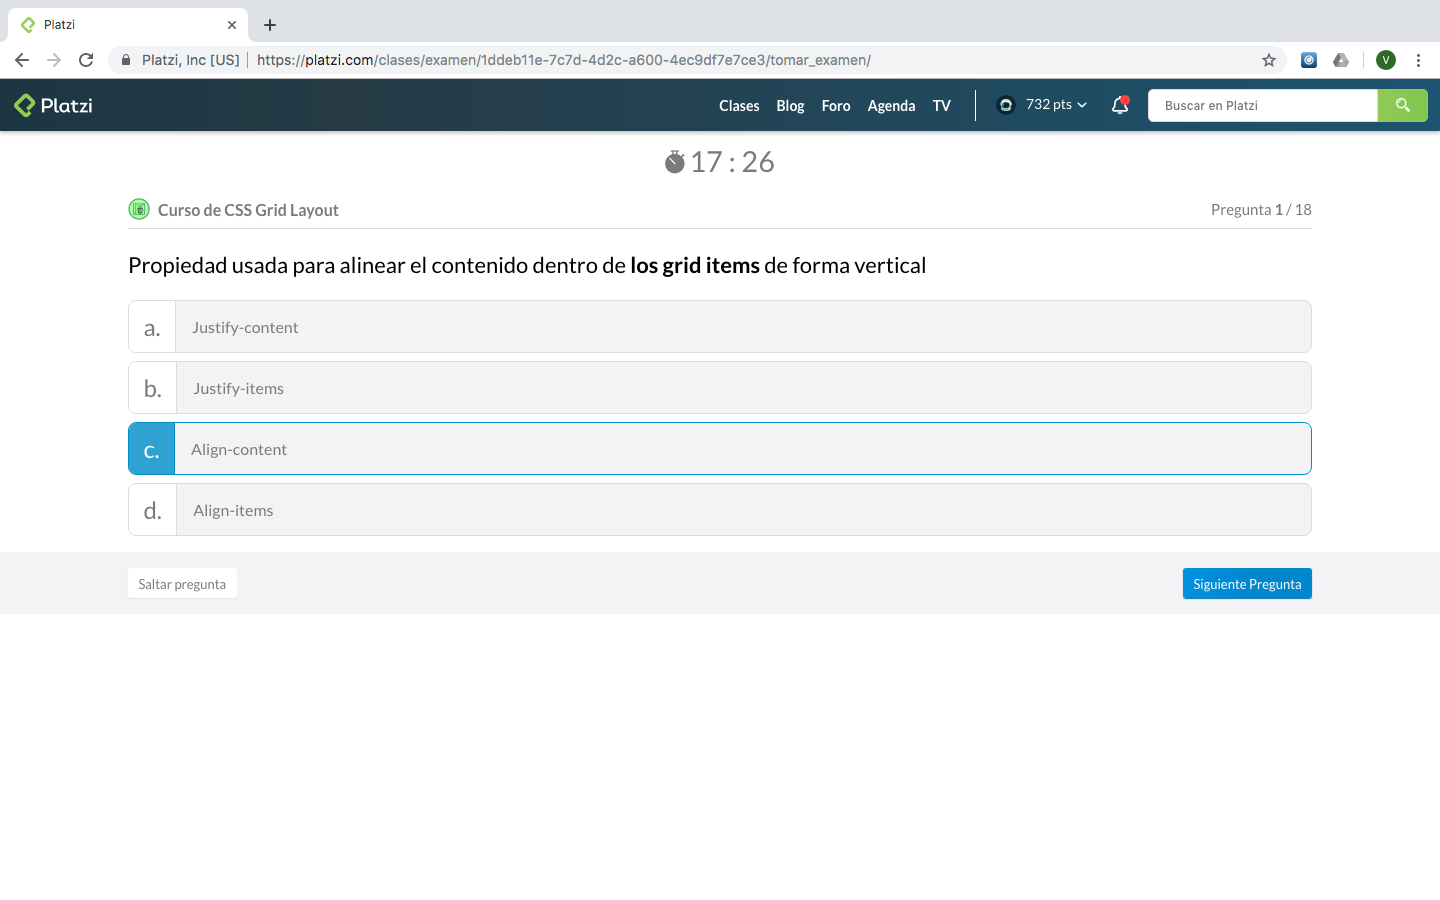 Platzi
Platzi, Inc [US] https://platzi.com/clases/examen/1ddeb11e-7c7d-4d2c-a600-4ec9df7e7ce3/tomar_examen/
V
Platzi Clases Blog Foro Agenda TV 732 pts Buscar en Platzi
17 : 26
Curso de CSS Grid Layout Pregunta 1 / 18
Propiedad usada para alinear el contenido dentro de los grid items de forma vertical
a. Justify-content
b. Justify-items
c. Align-content
d. Align-items
Saltar pregunta Siguiente Pregunta